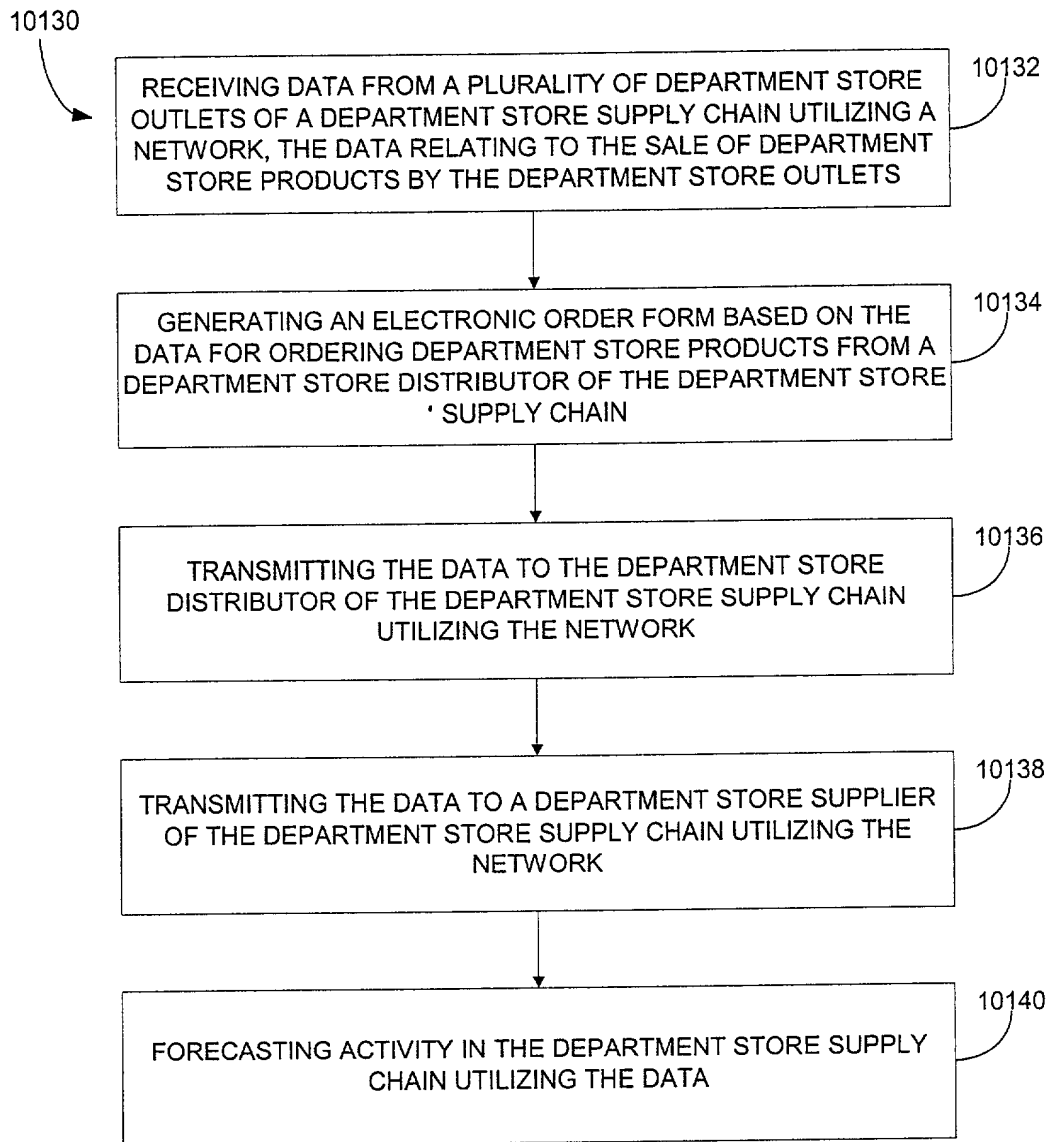 10130
10132
RECEIVING DATA FROM A PLURALITY OF DEPARTMENT STORE
OUTLETS OF A DEPARTMENT STORE SUPPLY CHAIN UTILIZING A
NETWORK, THE DATA RELATING TO THE SALE OF DEPARTMENT
STORE PRODUCTS BY THE DEPARTMENT STORE OUTLETS
10134
GENERATING AN ELECTRONIC ORDER FORM BASED ON THE
DATA FOR ORDERING DEPARTMENT STORE PRODUCTS FROM A
DEPARTMENT STORE DISTRIBUTOR OF THE DEPARTMENT STORE
SUPPLY CHAIN
10136
TRANSMITTING THE DATA TO THE DEPARTMENT STORE
DISTRIBUTOR OF THE DEPARTMENT STORE SUPPLY CHAIN
UTILIZING THE NETWORK
10138
TRANSMITTING THE DATA TO A DEPARTMENT STORE SUPPLIER
OF THE DEPARTMENT STORE SUPPLY CHAIN UTILIZING THE
NETWORK
10140
FORECASTING ACTIVITY IN THE DEPARTMENT STORE SUPPLY
CHAIN UTILIZING THE DATA